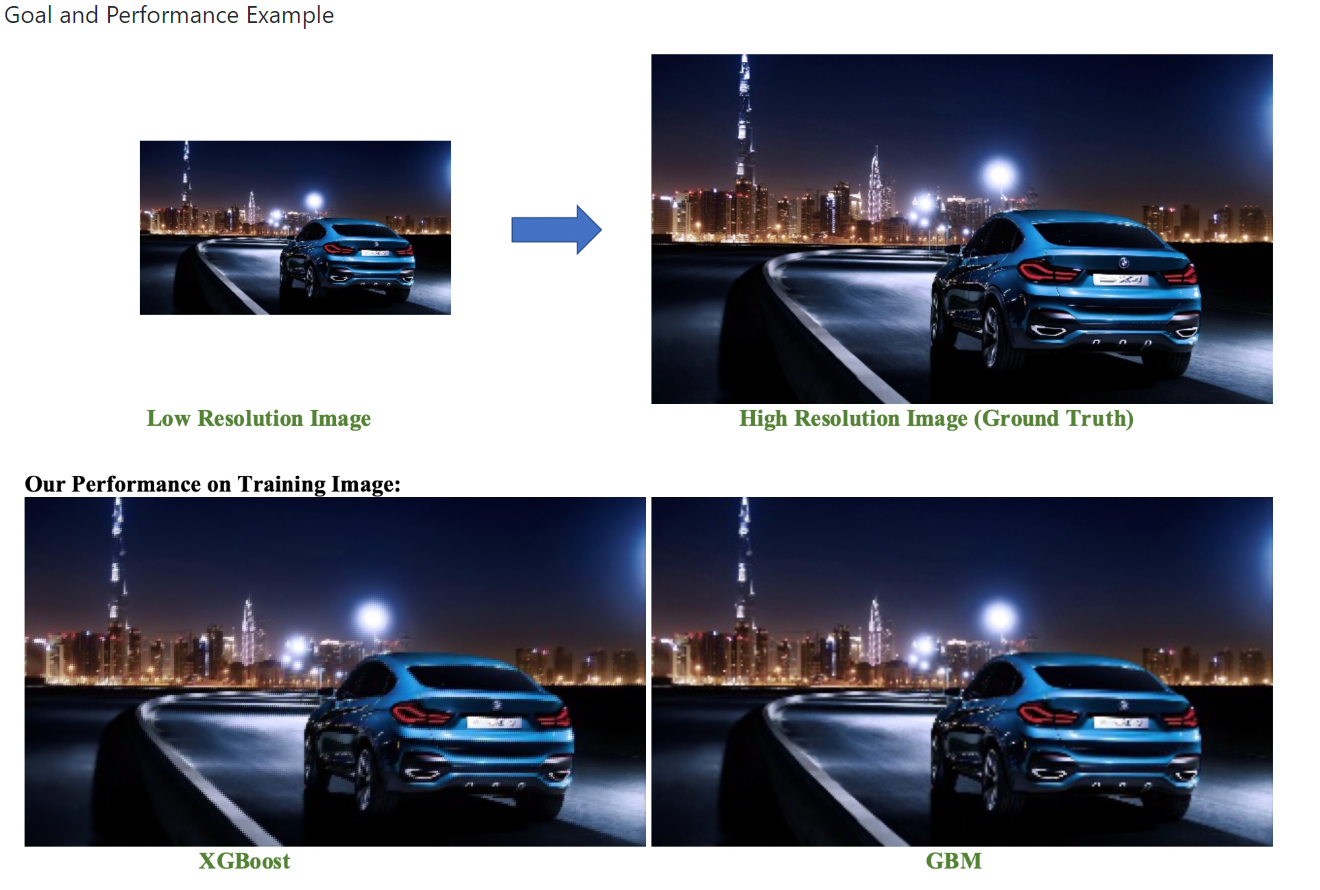 Goal and Performance Example
Low Resolution Image
High Resolution Image (Ground Truth)
Our Performance on Training Image:
XGBoost
GBM